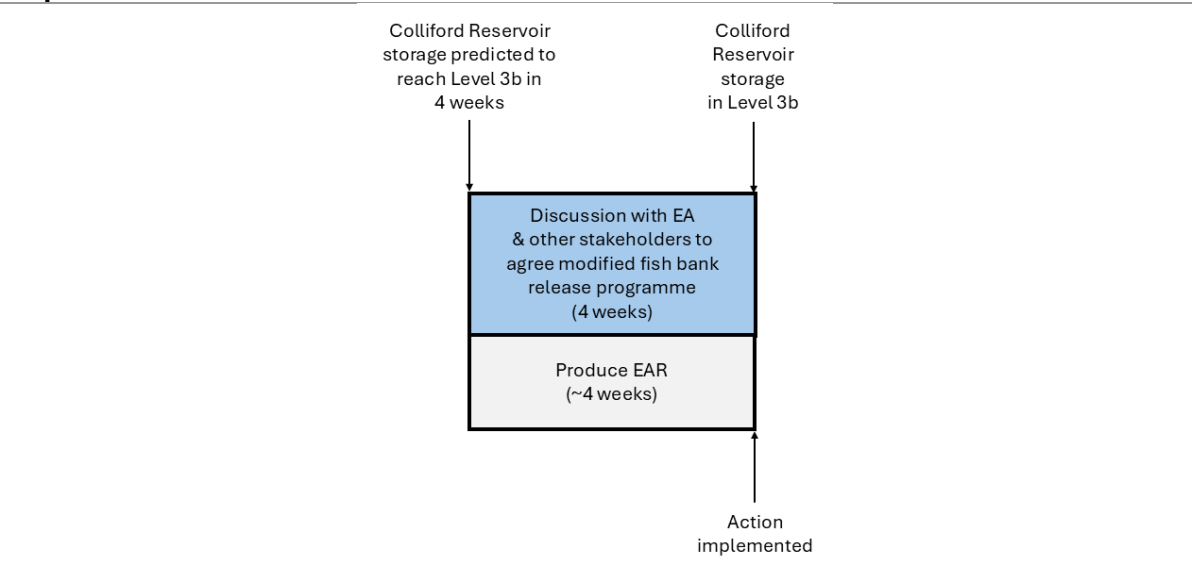 Colliford Reservoir
storage predicted to
reach Level 3b in
4 weeks
Colliford
Reservoir
storage
in Level 3b
Discussion with EA
& other stakeholders to
agree modified fish bank
release programme
(4 weeks)
Produce EAR
(~4 weeks)
Action
implemented